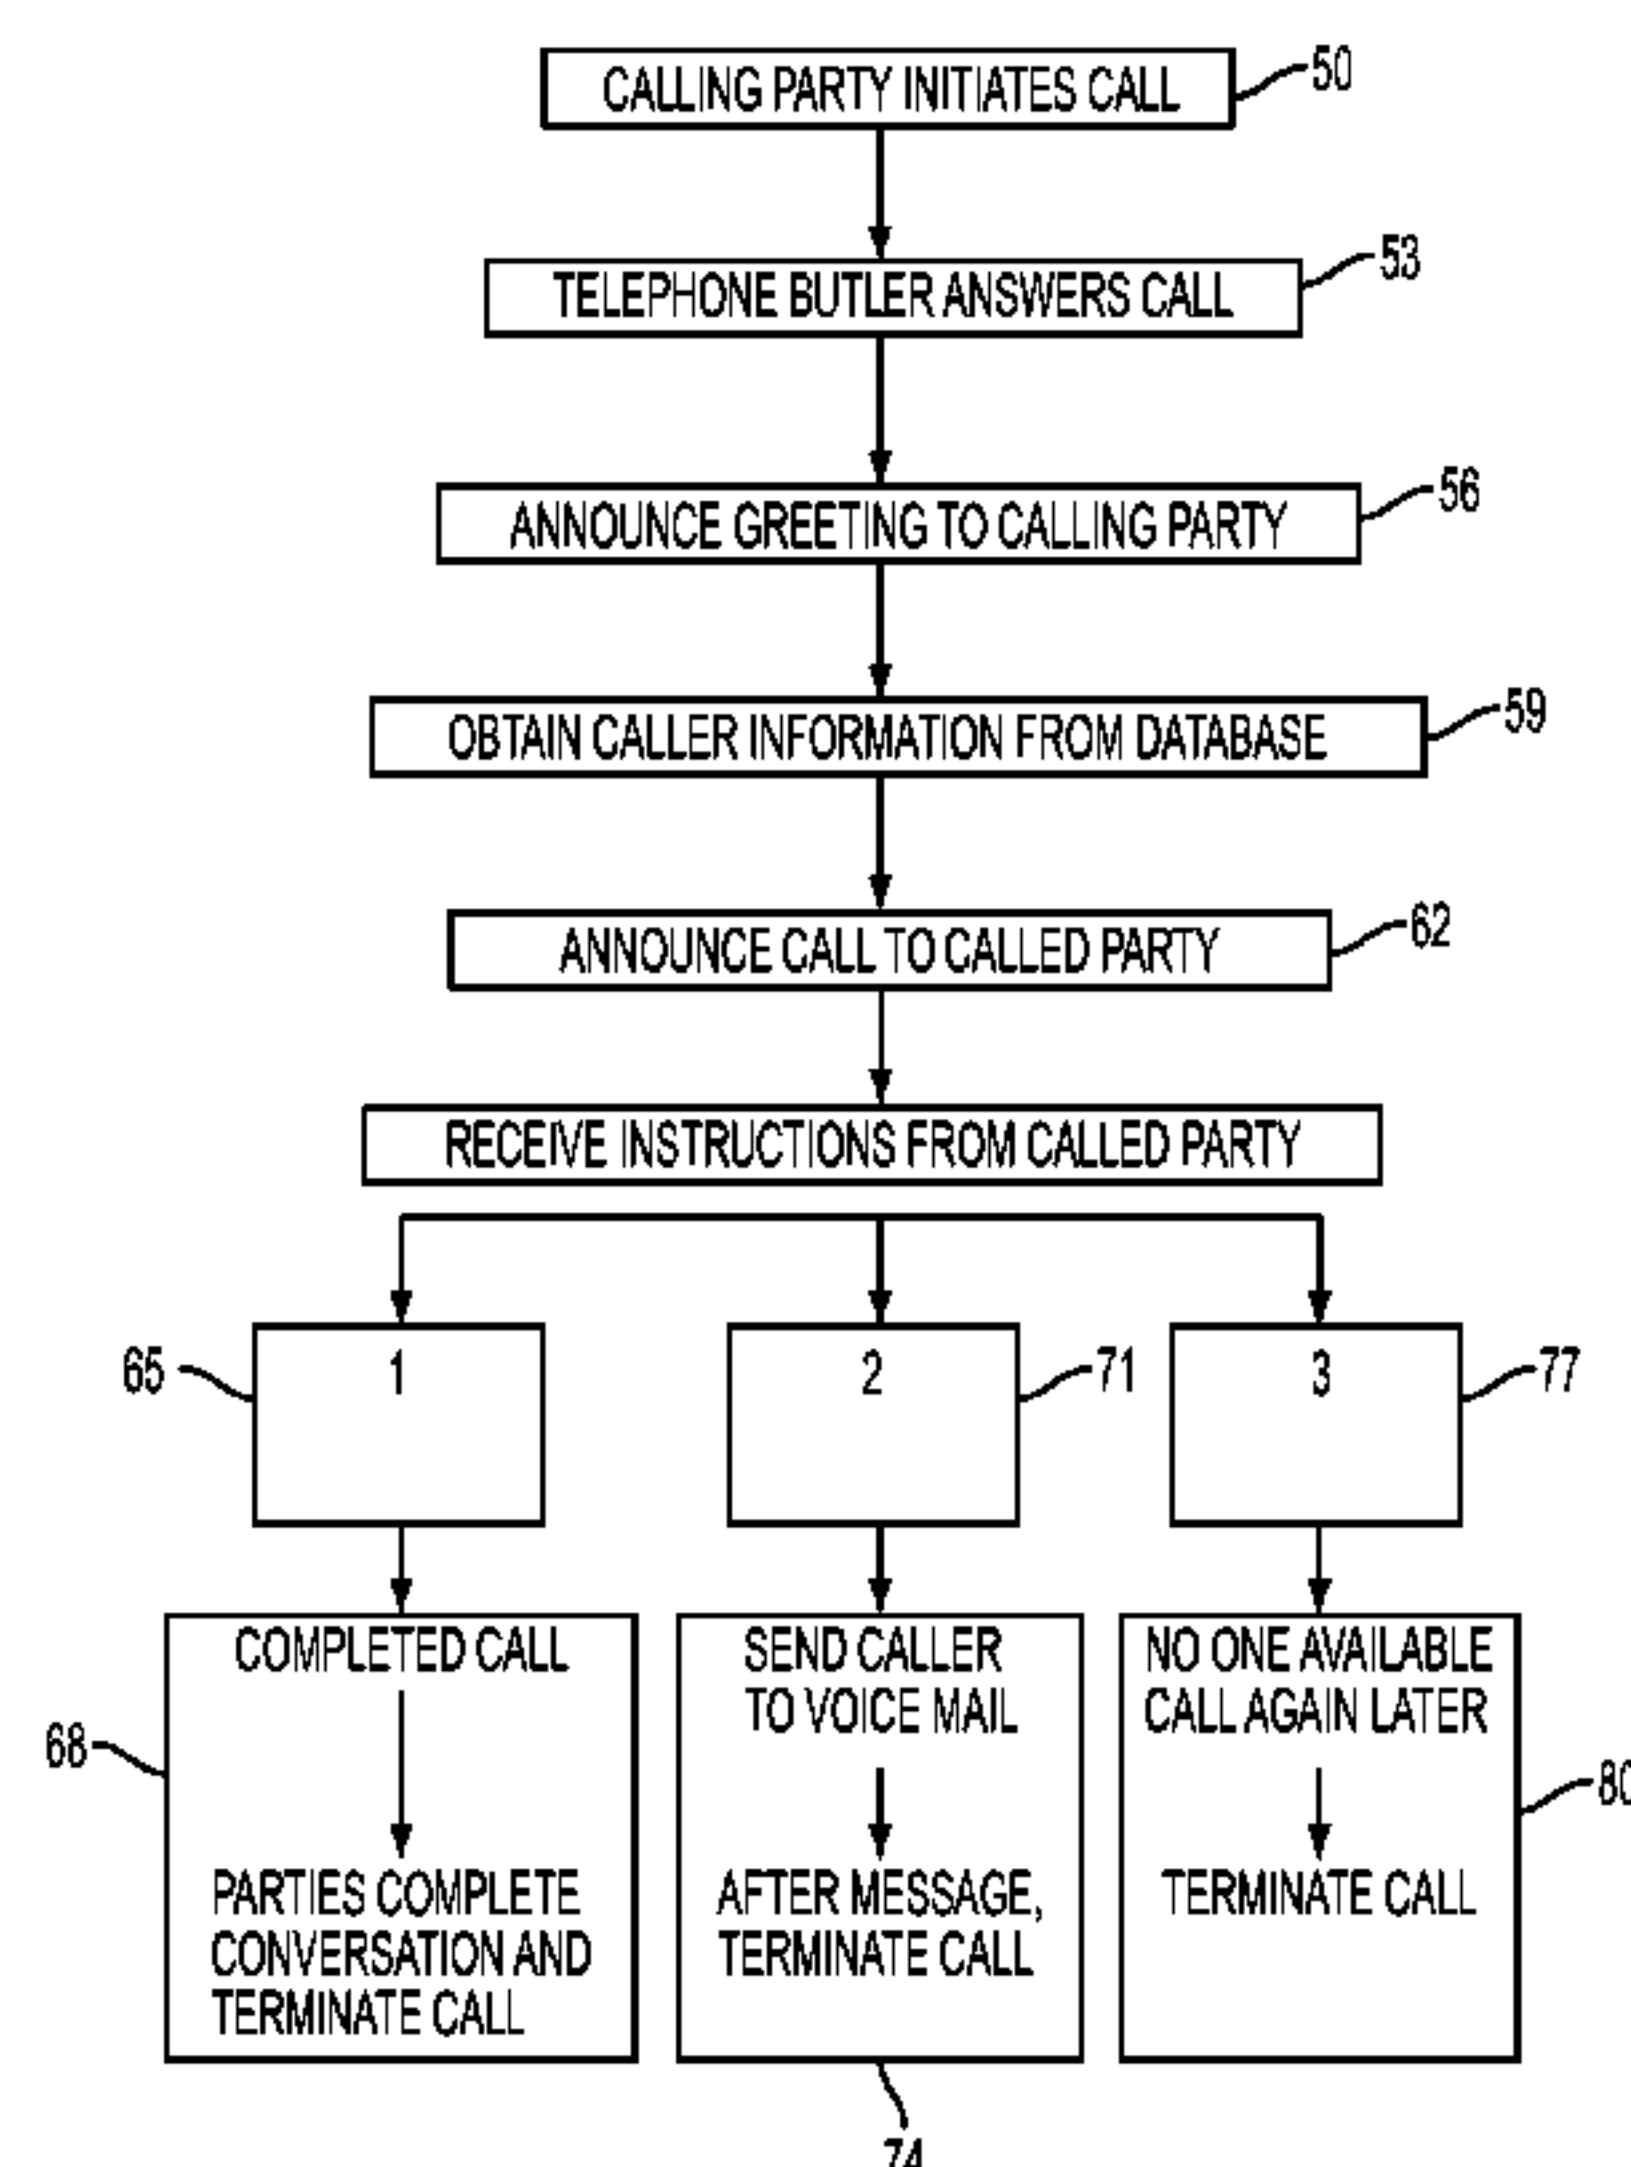 CALLING PARTY INITIATES CALL
50
TELEPHONE BUTLER ANSWERS CALL
53
ANNOUNCE GREETING TO CALLING PARTY
56
OBTAIN CALLER INFORMATION FROM DATABASE
59
ANNOUNCE CALL TO CALLED PARTY
62
RECEIVE INSTRUCTIONS FROM CALLED PARTY
65
1
2
71
3
77
68
COMPLETED CALL
PARTIES COMPLETE
CONVERSATION AND
TERMINATE CALL
SEND CALLER
TO VOICE MAIL
AFTER MESSAGE,
TERMINATE CALL
74
NO ONE AVAILABLE
CALL AGAIN LATER
TERMINATE CALL
80